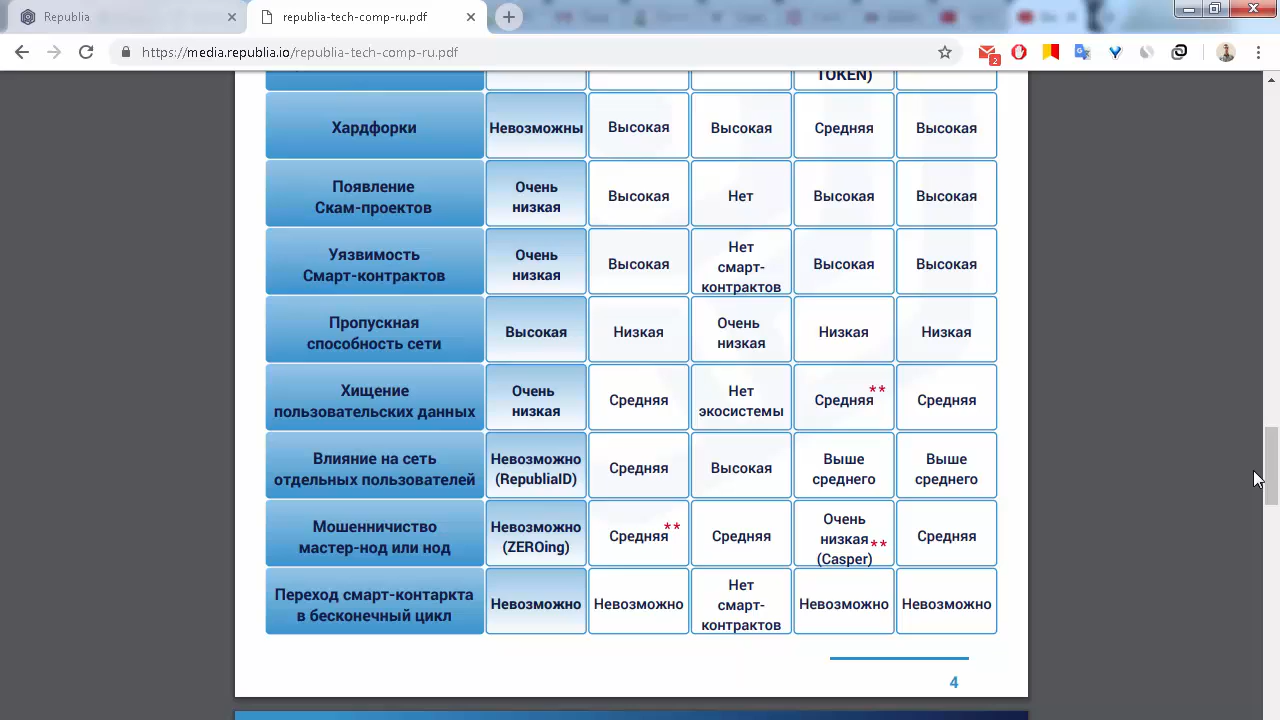 Republia
republia-tech-comp-ru.pdf
https://media.republia.io/republia-tech-comp-ru.pdf
2
TOKEN)
Хардфорки
Невозможны
Высокая
Высокая
Средняя
Высокая
Появление
Скам-проектов
Очень
низкая
Высокая
Нет
Высокая
Высокая
Уязвимость
Смарт-контрактов
Очень
низкая
Высокая
Нет
смарт-
контрактов
Высокая
Высокая
Пропускная
способность сети
Высокая
Низкая
Очень
низкая
Низкая
Низкая
Хищение
пользовательских данных
Очень
низкая
Средняя
Нет
экосистемы
Средняя**
Средняя
Влияние на сеть
отдельных пользователей
Невозможно
(RepubliaID)
Средняя
Высокая
Выше
среднего
Выше
среднего
Мошенничиство
мастер-нод или нод
Невозможно
(ZEROing)
Средняя**
Средняя
Очень
низкая**
(Casper)
Средняя
Переход смарт-контаркта
в бесконечный цикл
Невозможно
Невозможно
Нет
смарт-
контрактов
Невозможно
Невозможно
4